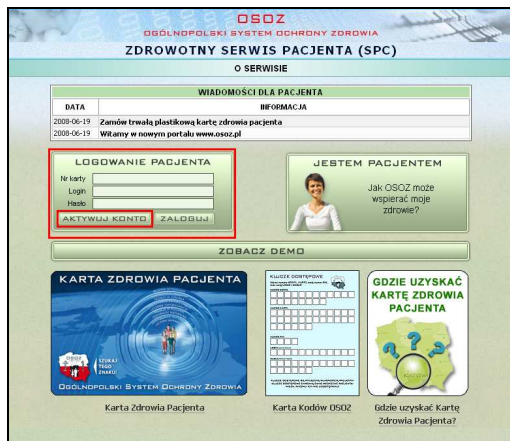 OSOZ
OGÓLNOPOLSKI SYSTEM OCHRONY ZDROWIA
ZDROWOTNY SERWIS PACJENTA (SPC)
O SERWISIE
WIADOMOŚCI DLA PACJENTA
DATA INFORMACJA
2008-06-19 Zamów trwałą plastikową kartę zdrowia pacjenta
2008-06-19 Witamy w nowym portalu www.osoz.pl
LOGOWANIE PACJENTA
Nr karty
Login
Hasło
AKTYWUJ KONTO ZALOGUJ
JESTEM PACJENTEM
Jak OSOZ może
wspierać moje
zdrowie?
ZOBACZ DEMO
KARTA ZDROWIA PACJENTA
SZUKAJ
TEGO
ZNAKU
OGÓLNOPOLSKI SYSTEM OCHRONY ZDROWIA
KLUCZE DOSTĘPOWE
GDZIE UZYSKAĆ
KARTĘ ZDROWIA
PACJENTA
Karta Zdrowia Pacjenta
Karta Kodów OSOZ
Gdzie uzyskać Kartę
Zdrowia Pacjenta?